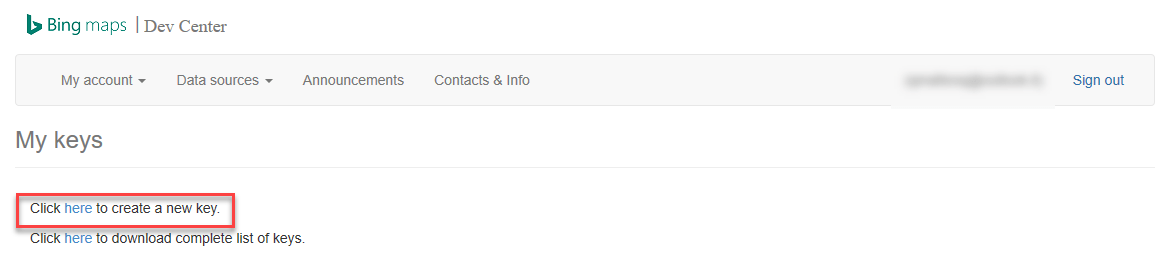 Bing maps | Dev Center
My account Data sources Announcements Contacts & Info Sign out
My keys
Click here to create a new key.
Click here to download complete list of keys.